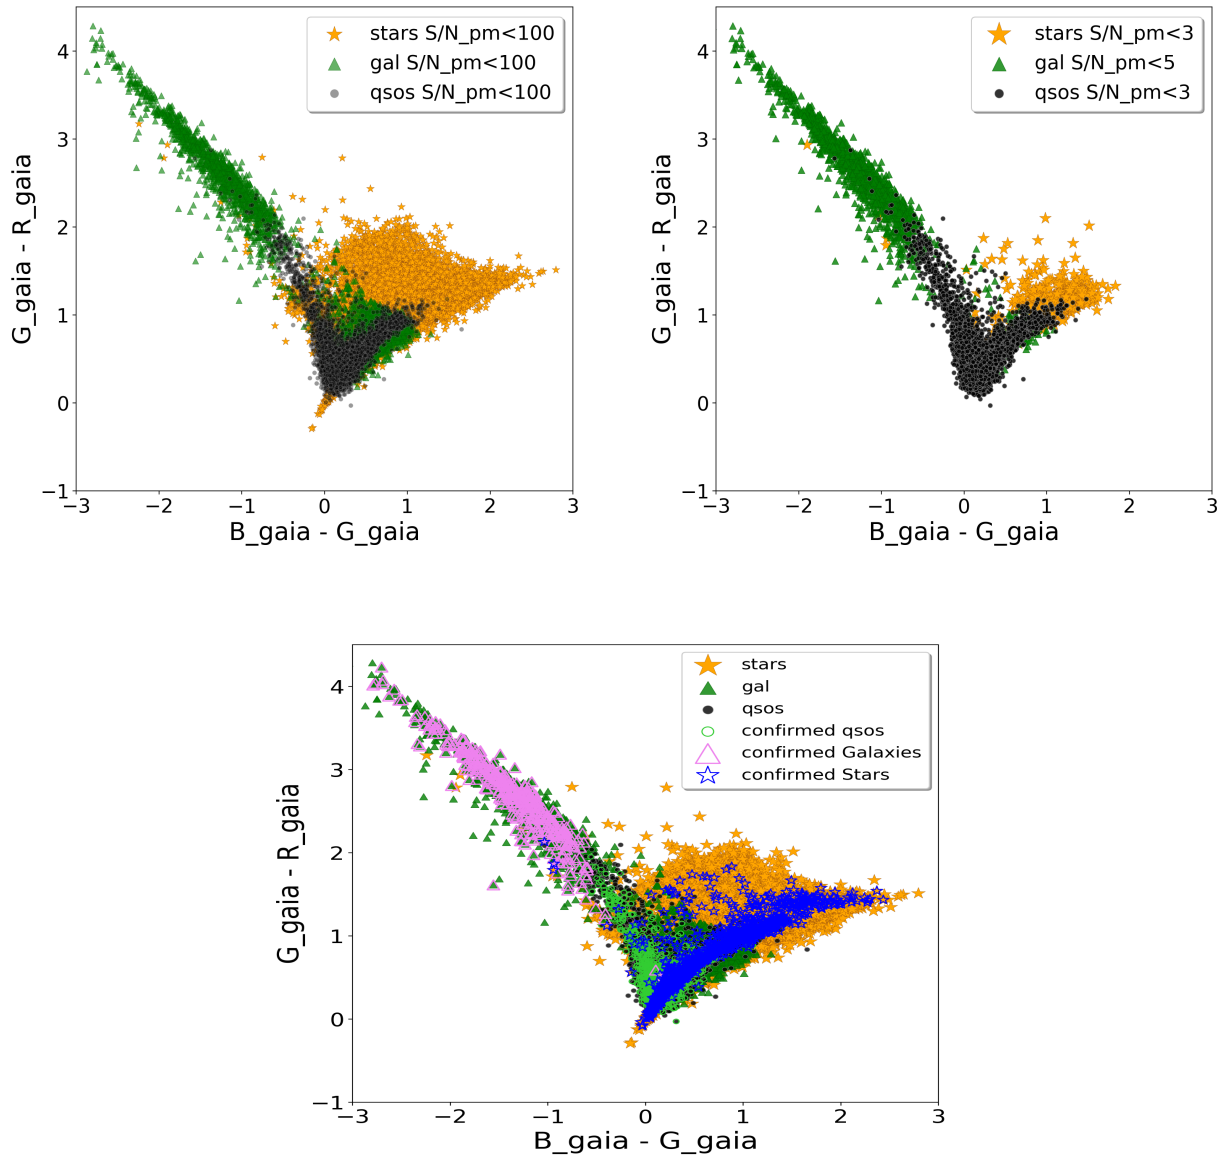 stars S/N_pm<100
gal S/N_pm<100
qsos S/N_pm<100
4
3
2
1
0
−1
G_gaia - R_gaia
−3 −2 −1 0 1 2 3
B_gaia - G_gaia
stars S/N_pm<3
gal S/N_pm<5
qsos S/N_pm<3
4
3
2
1
0
−1
G_gaia - R_gaia
−3 −2 −1 0 1 2 3
B_gaia - G_gaia
stars
gal
qsos
confirmed qsos
confirmed Galaxies
confirmed Stars
4
3
2
1
0
−1
G_gaia - R_gaia
−3 −2 −1 0 1 2 3
B_gaia - G_gaia